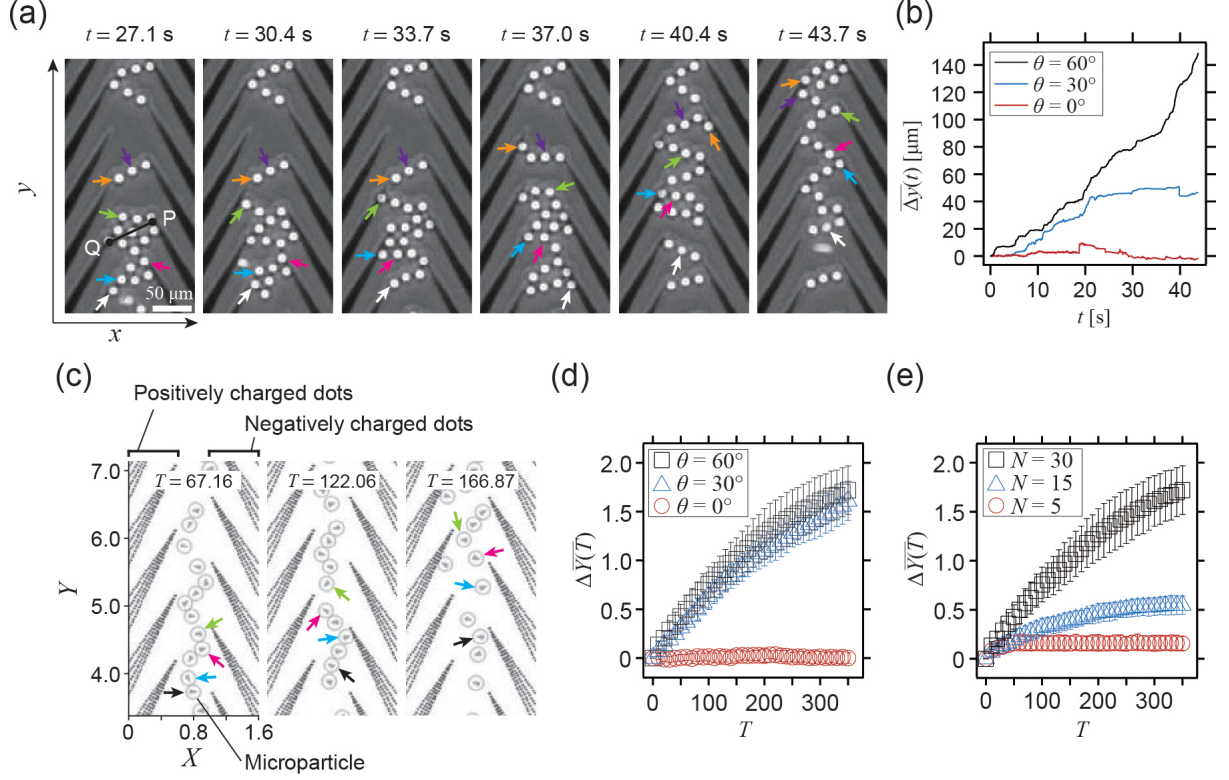 (a)
t = 27.1 s
t = 30.4 s
t = 33.7 s
t = 37.0 s
t = 40.4 s
t = 43.7 s
y
P
Q
50 μm
x
(b)
140
120
100
80
60
40
20
0
Δy(t) [μm]
θ = 60°
θ = 30°
θ = 0°
0 10 20 30 40
t [s]
(c)
Positively charged dots
Negatively charged dots
T = 67.16
T = 122.06
T = 166.87
7.0
6.0
5.0
4.0
Y
0 0.8 1.6
X
Microparticle
(d)
2.0
1.5
1.0
0.5
0
ΔY(T)
θ = 60°
θ = 30°
θ = 0°
0 100 200 300
T
(e)
2.0
1.5
1.0
0.5
0
ΔY(T)
N = 30
N = 15
N = 5
0 100 200 300
T